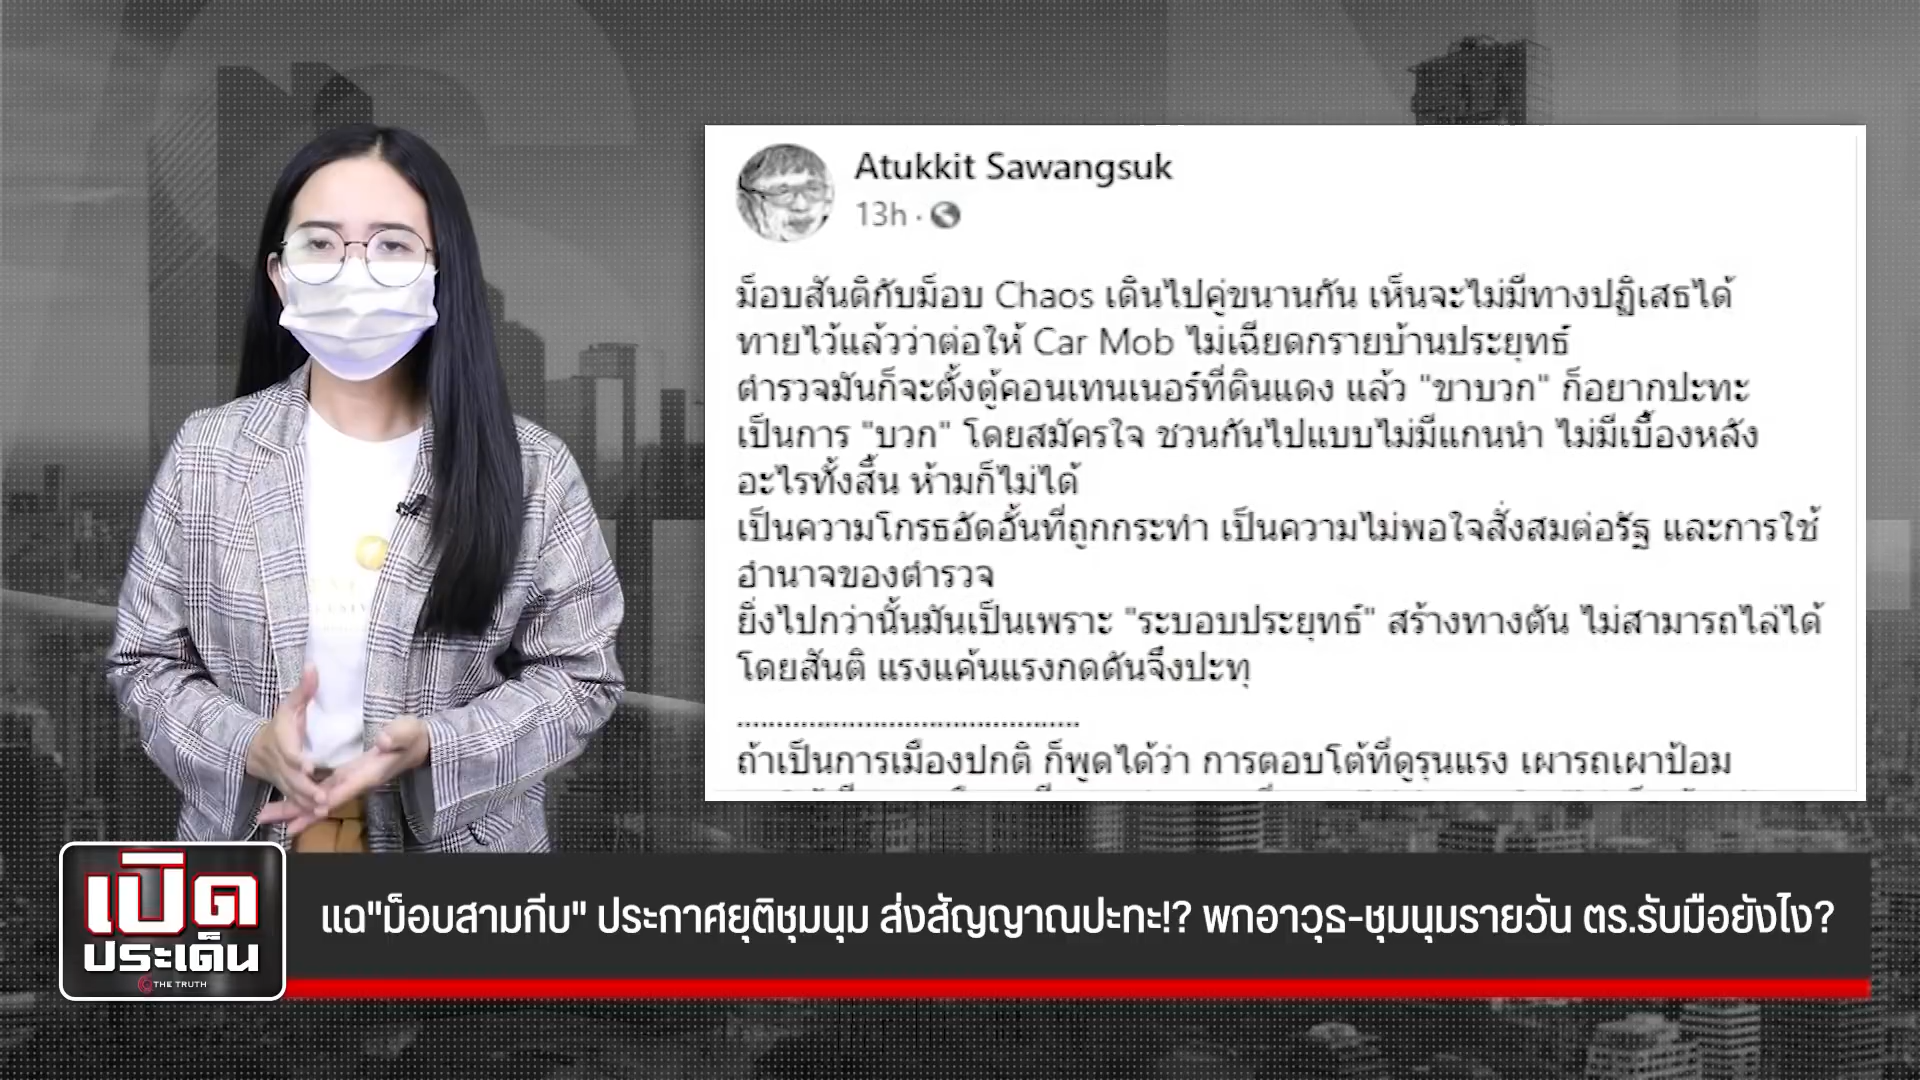 Atukkit Sawangsuk
13h ·
ม็อบสันติกับม็อบ Chaos เดินไปคู่ขนานกัน เห็นจะไม่มีทางปฏิเสธได้
ทายไว้แล้วว่าต่อให้ Car Mob ไม่เฉียดกรายบ้านประยุทธ์
ตำรวจมันก็จะตั้งตู้คอนเทนเนอร์ที่ดินแดง แล้ว "ขาบวก" ก็อยากปะทะ
เป็นการ "บวก" โดยสมัครใจ ชวนกันไปแบบไม่มีแกนนำ ไม่มีเบื้องหลัง
อะไรทั้งสิ้น ห้ามก็ไม่ได้
เป็นความโกรธอัดอั้นที่ถูกกระทำ เป็นความไม่พอใจสั่งสมต่อรัฐ และการใช้
อำนาจของตำรวจ
ยิ่งไปกว่านั้นมันเป็นเพราะ "ระบอบประยุทธ์" สร้างทางตัน ไม่สามารถไล่ได้
โดยสันติ แรงแค้นแรงกดดันจึงปะทุ
...........................................
ถ้าเป็นการเมืองปกติ ก็พูดได้ว่า การตอบโต้ที่ดูรุนแรง เผารถเผาป้อม
เปิด
ประเด็น
THE TRUTH
แฉ"ม็อบสามกีบ" ประกาศยุติชุมนุม ส่งสัญญาณปะทะ!? พกอาวุธ-ชุมนุมรายวัน ตร.รับมือยังไง?